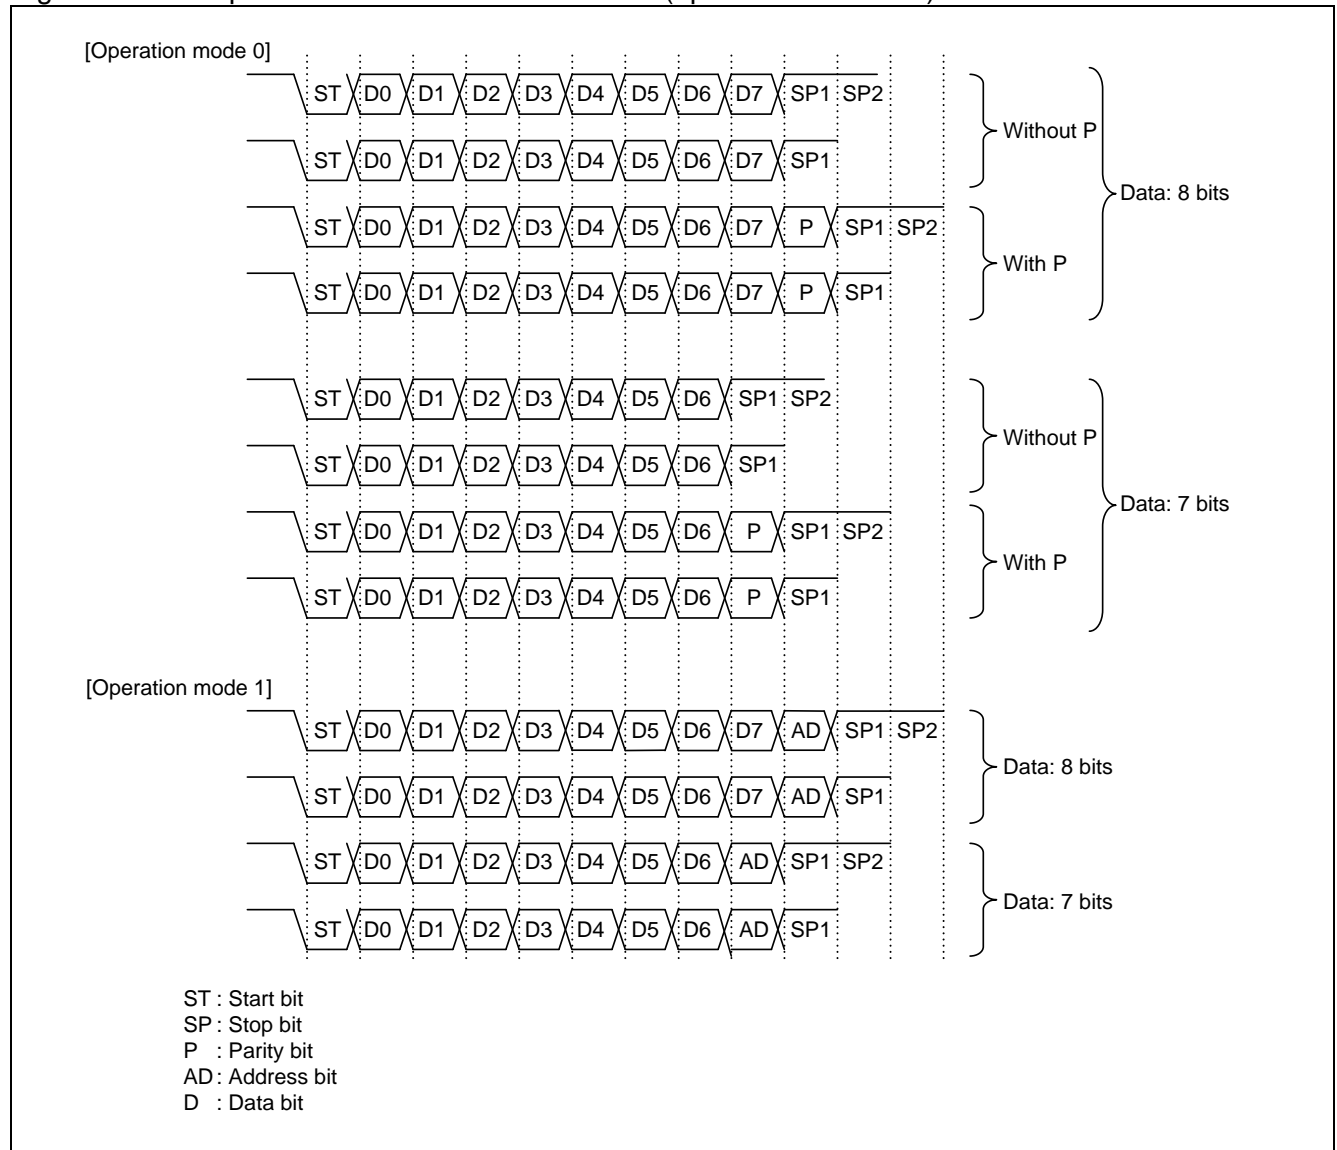 [Operation mode 0]
ST D0 D1 D2 D3 D4 D5 D6 D7 SP1 SP2
Without P
ST D0 D1 D2 D3 D4 D5 D6 D7 SP1
Data: 8 bits
ST D0 D1 D2 D3 D4 D5 D6 D7 P SP1 SP2
With P
ST D0 D1 D2 D3 D4 D5 D6 D7 P SP1
ST D0 D1 D2 D3 D4 D5 D6 SP1 SP2
Without P
ST D0 D1 D2 D3 D4 D5 D6 SP1
Data: 7 bits
ST D0 D1 D2 D3 D4 D5 D6 P SP1 SP2
With P
ST D0 D1 D2 D3 D4 D5 D6 P SP1
[Operation mode 1]
ST D0 D1 D2 D3 D4 D5 D6 D7 AD SP1 SP2
Data: 8 bits
ST D0 D1 D2 D3 D4 D5 D6 D7 AD SP1
ST D0 D1 D2 D3 D4 D5 D6 AD SP1 SP2
Data: 7 bits
ST D0 D1 D2 D3 D4 D5 D6 AD SP1
ST : Start bit
SP : Stop bit
P : Parity bit
AD : Address bit
D : Data bit